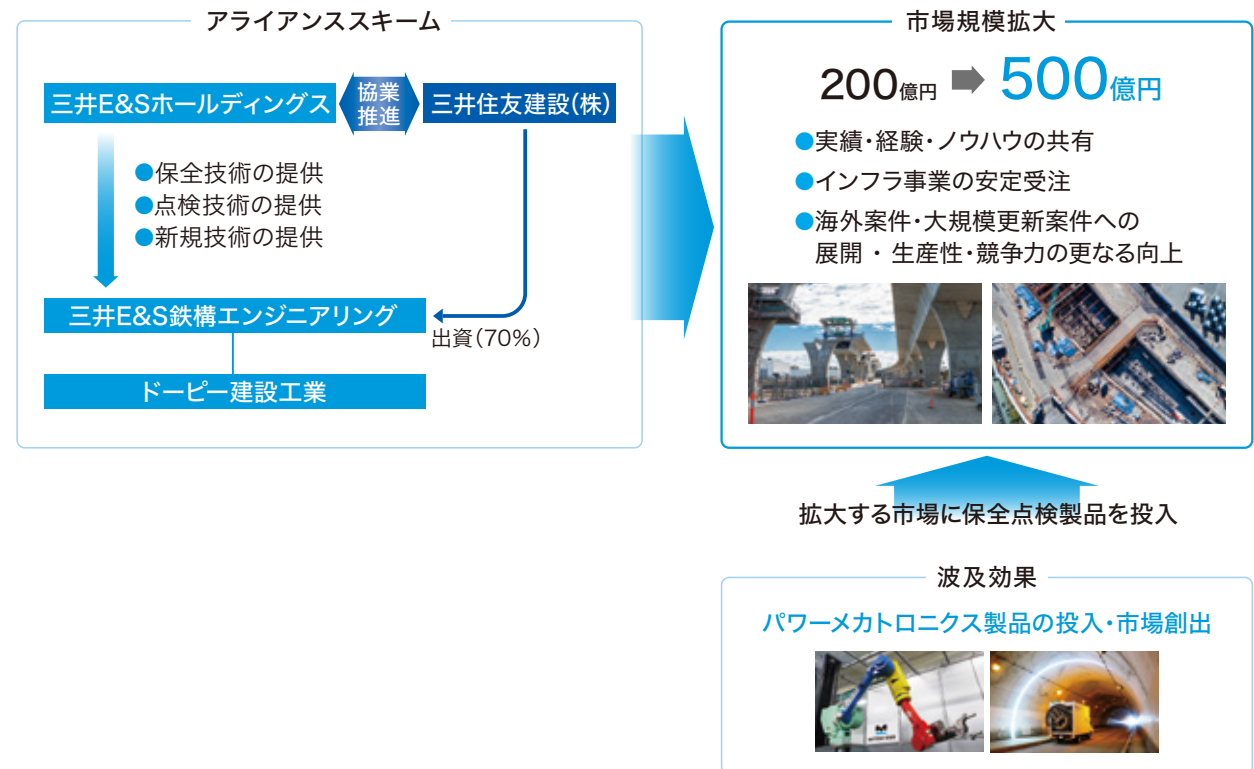 アライアンススキーム
三井E&Sホールディングス
協業
推進
三井住友建設(株)
●保全技術の提供
●点検技術の提供
●新規技術の提供
三井E&S鉄構エンジニアリング
出資(70%)
ドーピー建設工業
市場規模拡大
200億円 ➡ 500億円
●実績・経験・ノウハウの共有
●インフラ事業の安定受注
●海外案件・大規模更新案件への
展開 ・ 生産性・競争力の更なる向上
拡大する市場に保全点検製品を投入
波及効果
パワーメカトロニクス製品の投入・市場創出